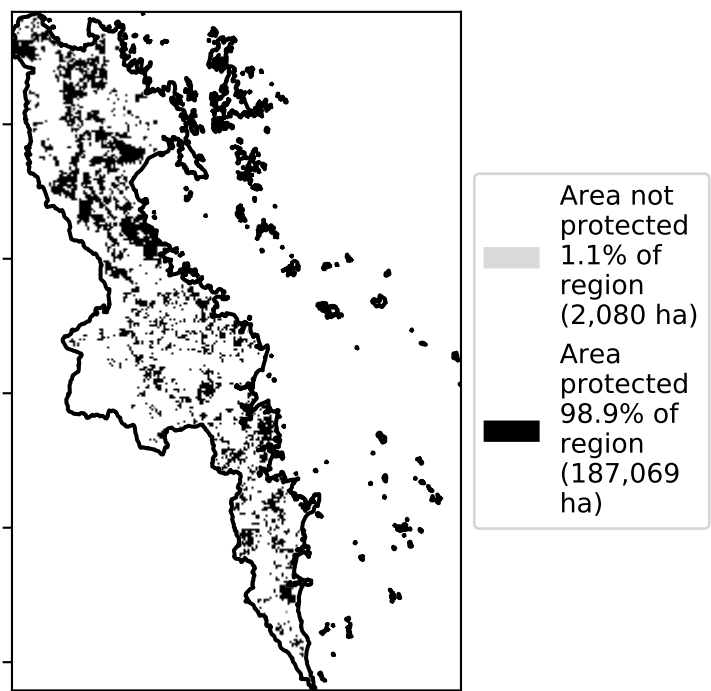 Area not
protected
1.1% of
region
(2,080 ha)
Area
protected
98.9% of
region
(187,069
ha)